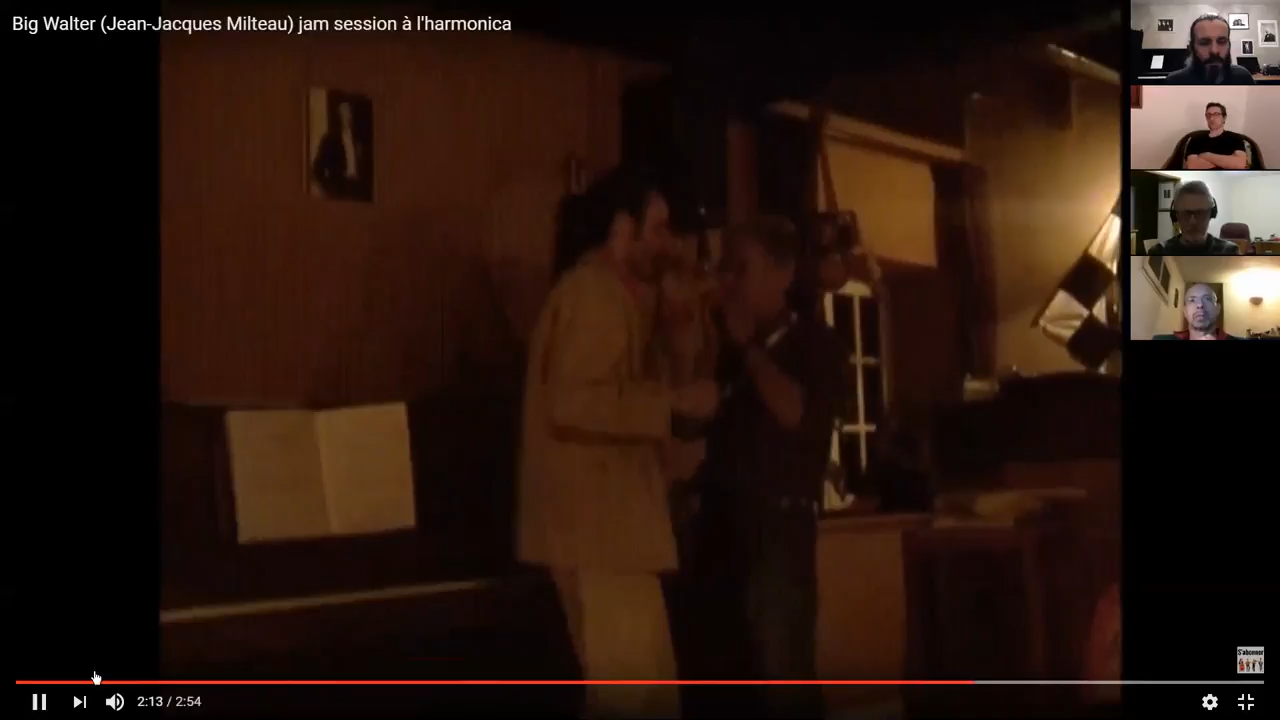 Big Walter (Jean-Jacques Milteau) jam session à l'harmonica
S'abonner
2:13 / 2:54